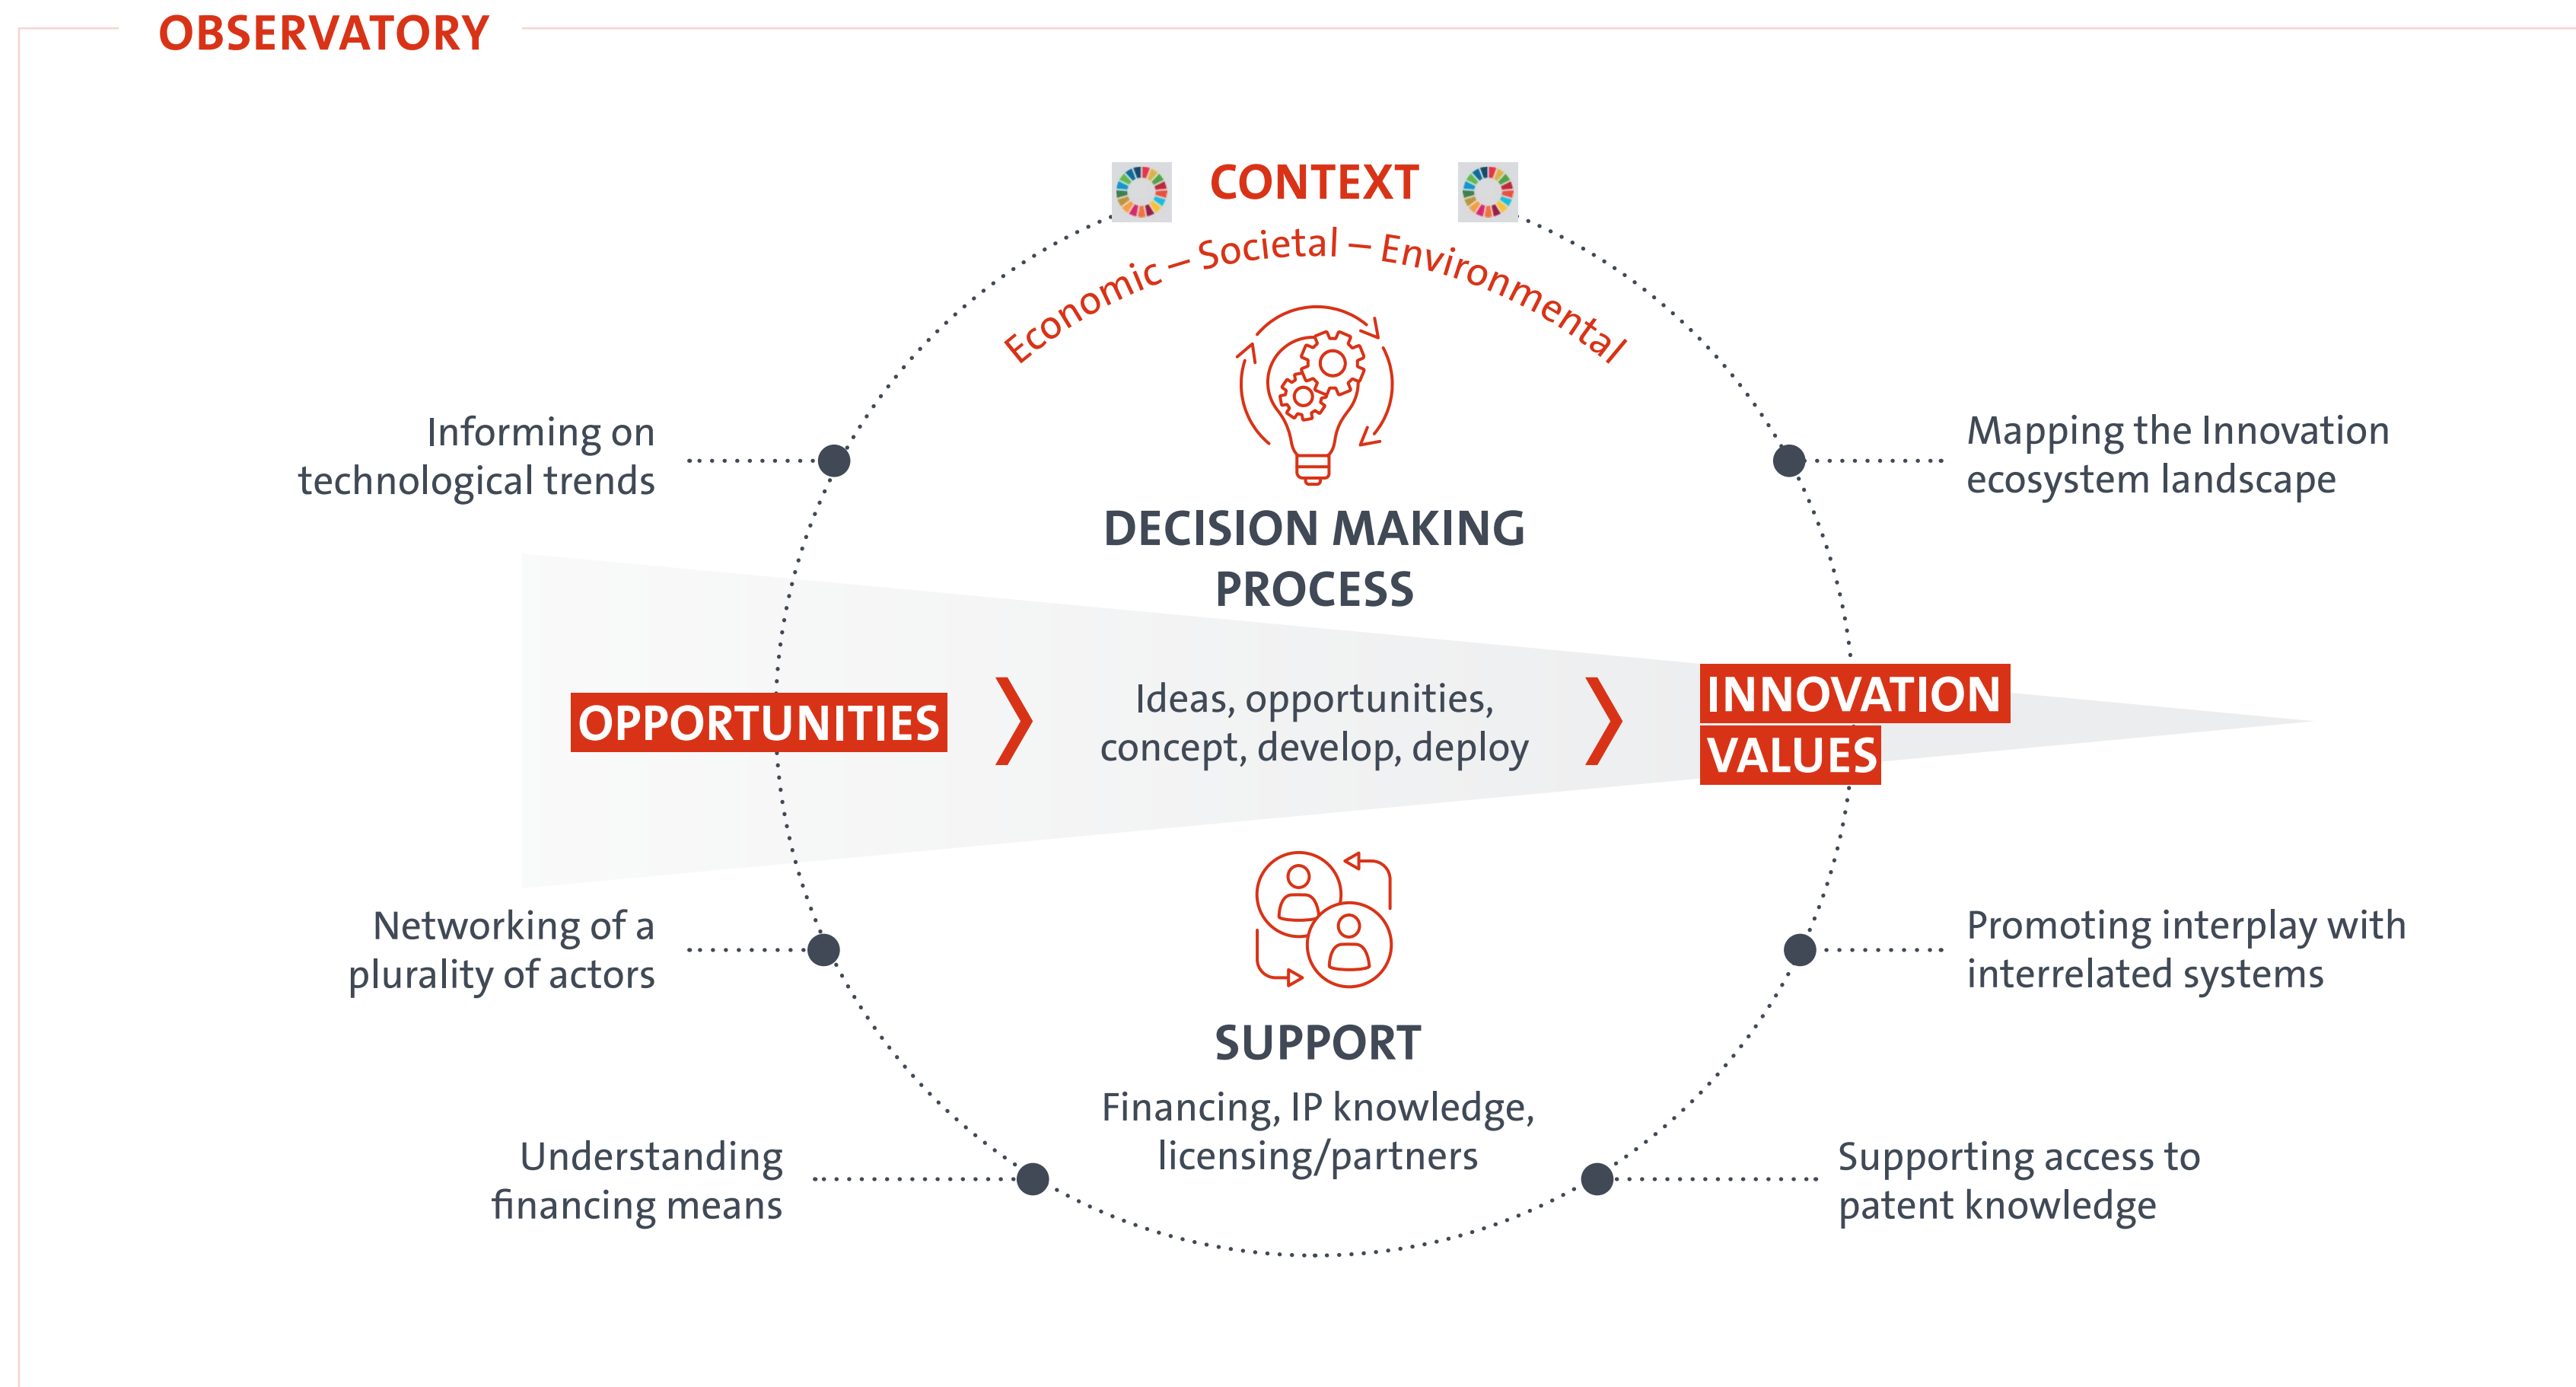 OBSERVATORY
CONTEXT
Economic – Societal – Environmental
Informing on
technological trends
Mapping the Innovation
ecosystem landscape
DECISION MAKING
PROCESS
OPPORTUNITIES
Ideas, opportunities,
concept, develop, deploy
INNOVATION
VALUES
Networking of a
plurality of actors
Promoting interplay with
interrelated systems
SUPPORT
Financing, IP knowledge,
licensing/partners
Understanding
financing means
Supporting access to
patent knowledge